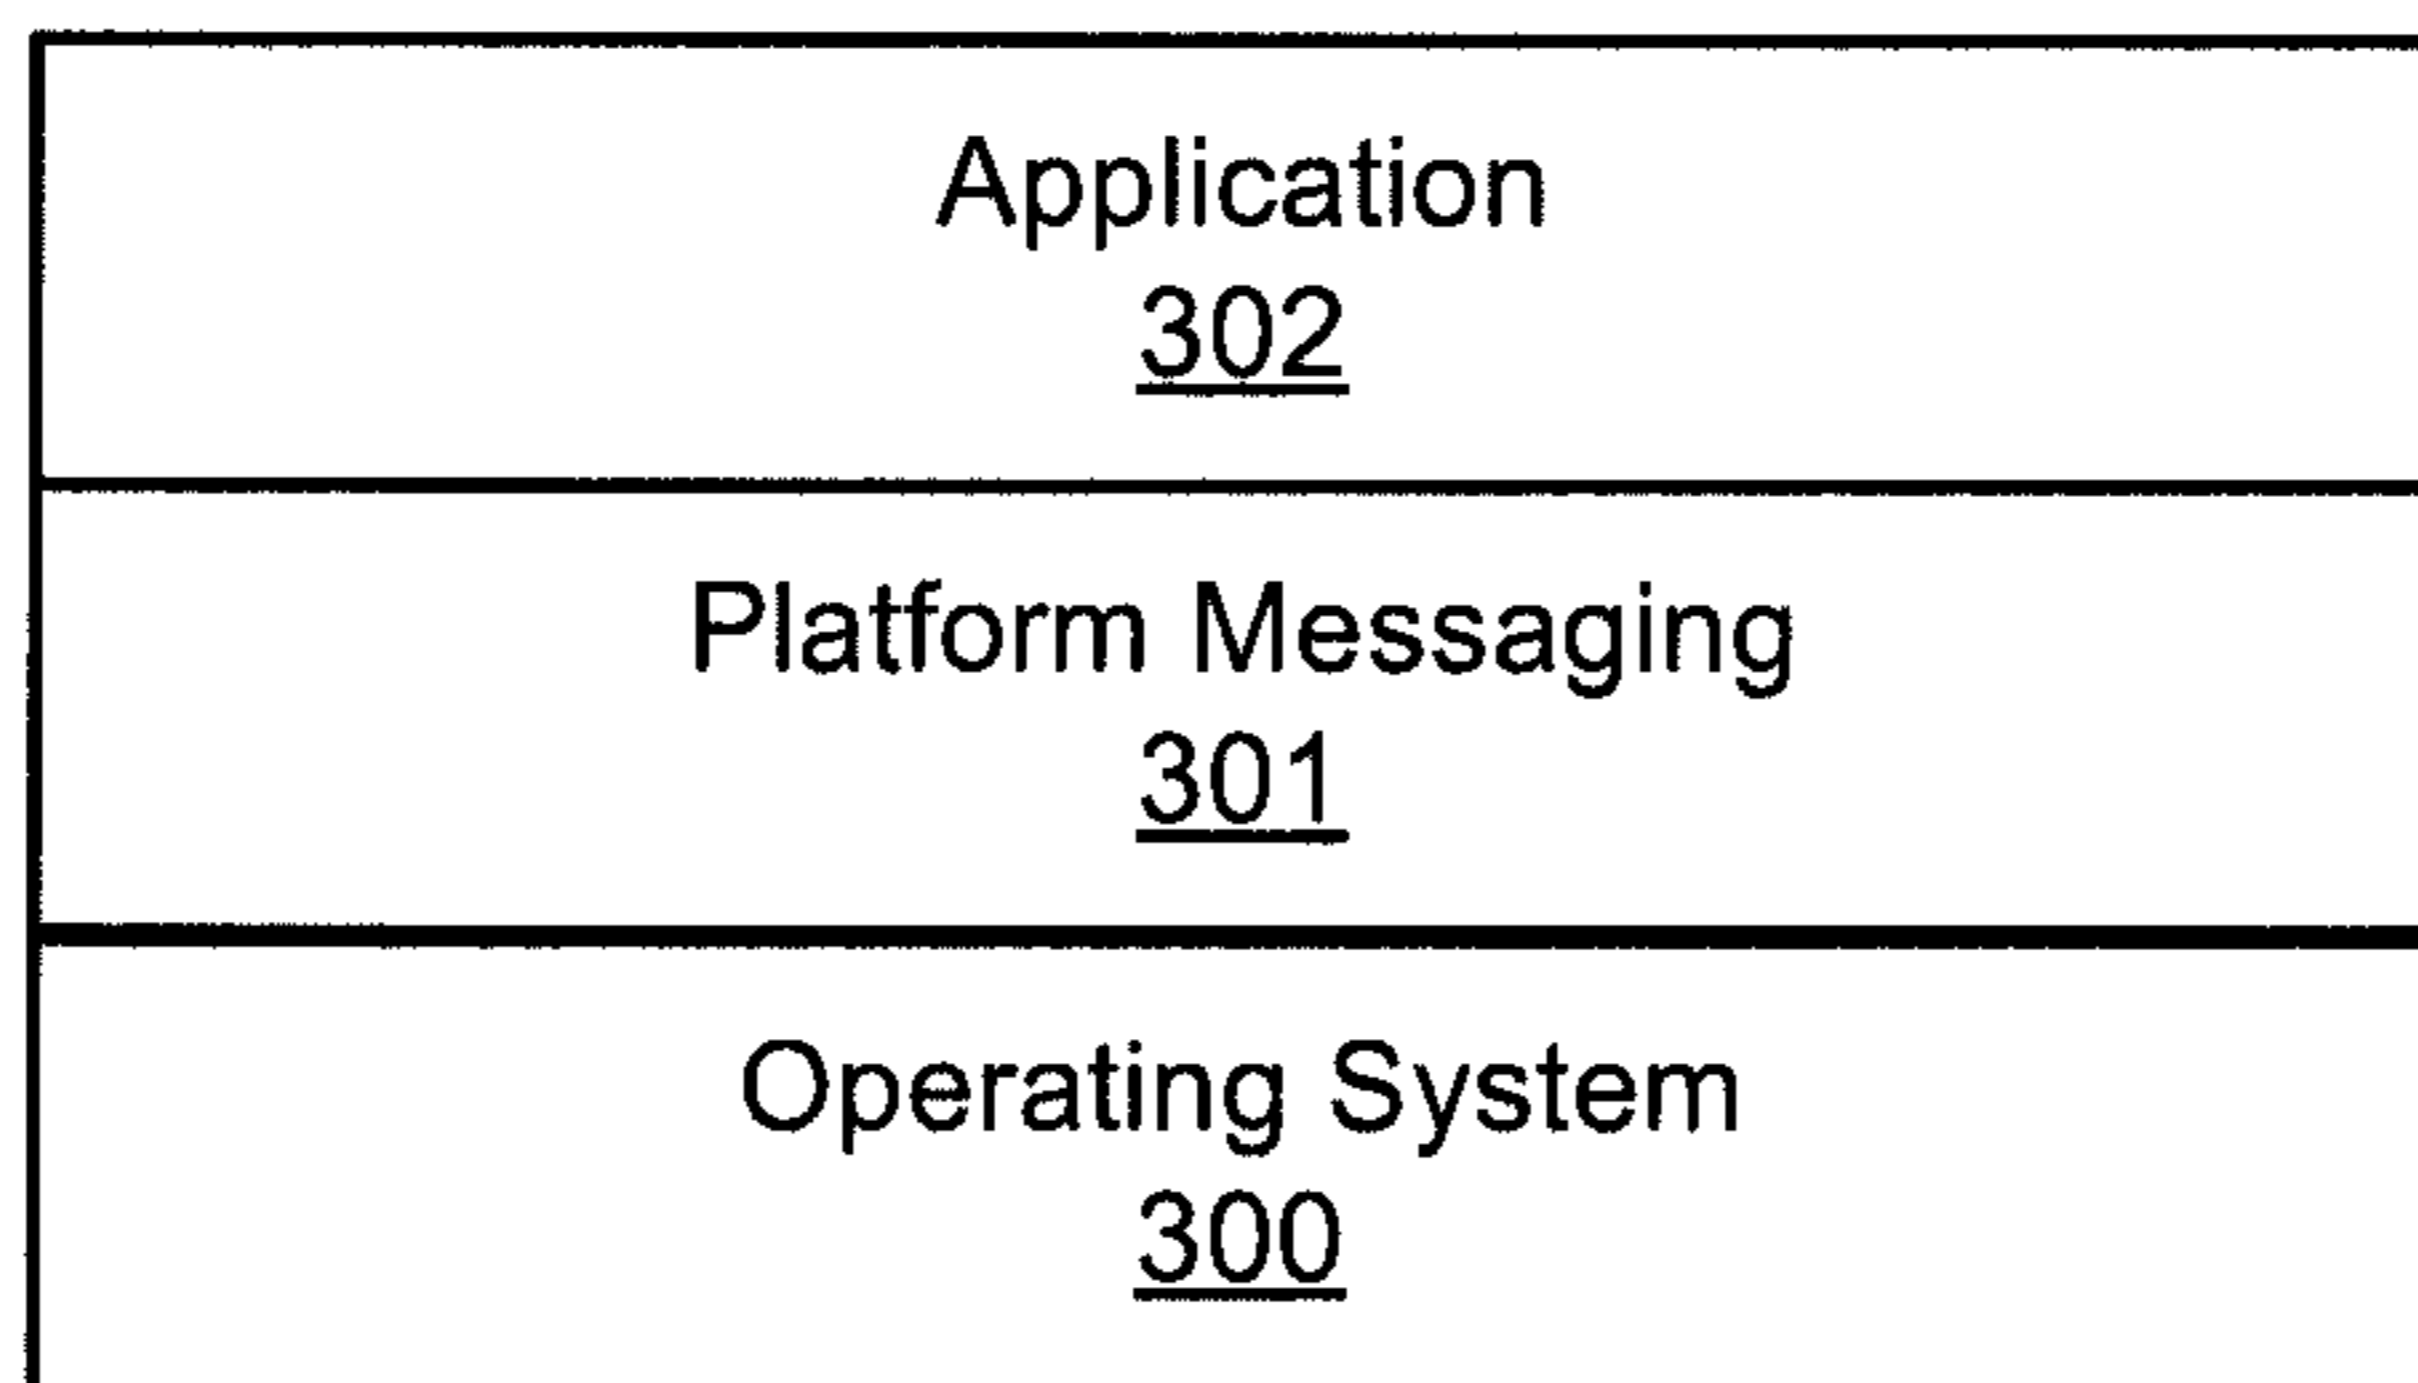 Application
302
Platform Messaging
301
Operating System
300